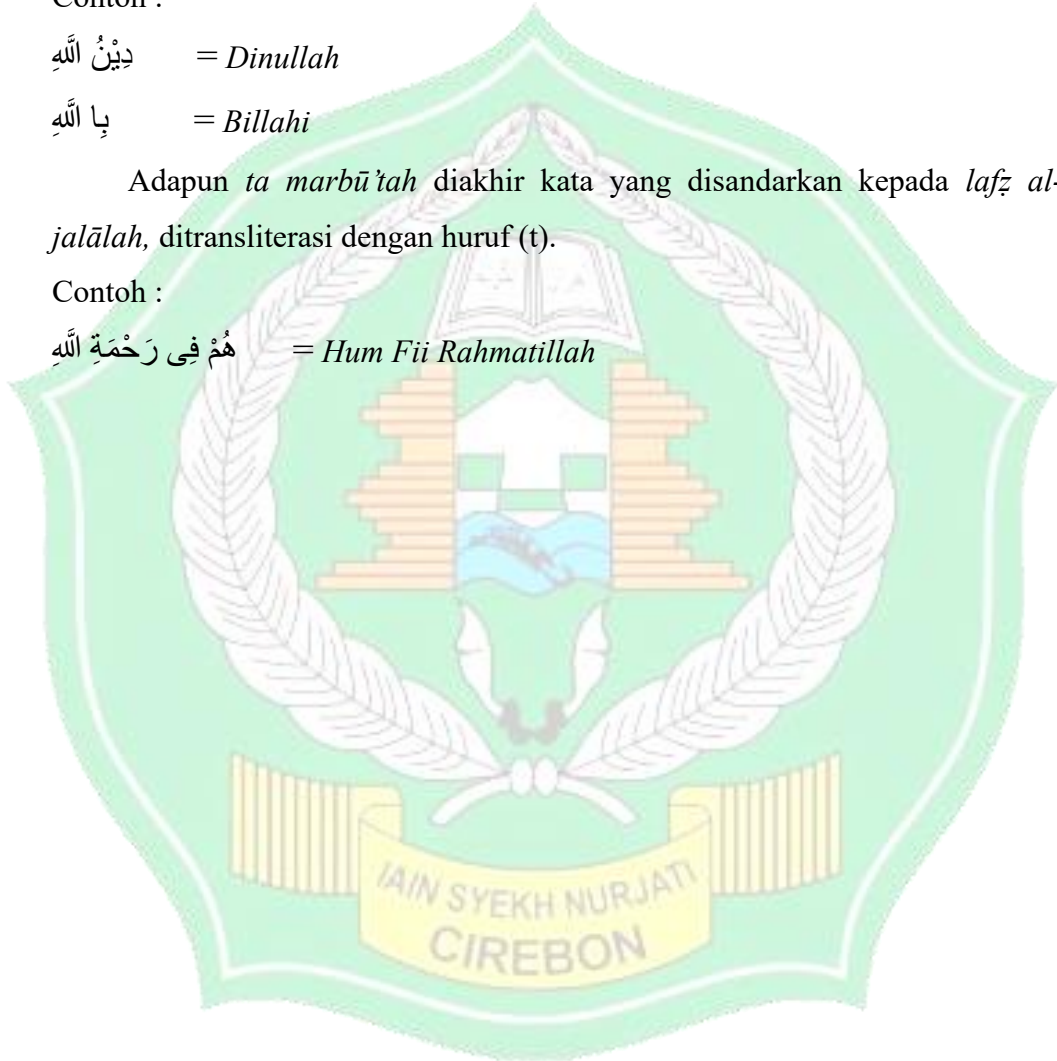 Contoh :
دِيْنُ اللَّهِ = Dinullah
بِا اللَّهِ = Billahi
Adapun ta marbū'tah diakhir kata yang disandarkan kepada lafẓ al-
jalālah, ditransliterasi dengan huruf (t).
Contoh :
هُمْ فِى رَحْمَةِ اللَّهِ = Hum Fii Rahmatillah
IAIN SYEKH NURJATI
CIREBON